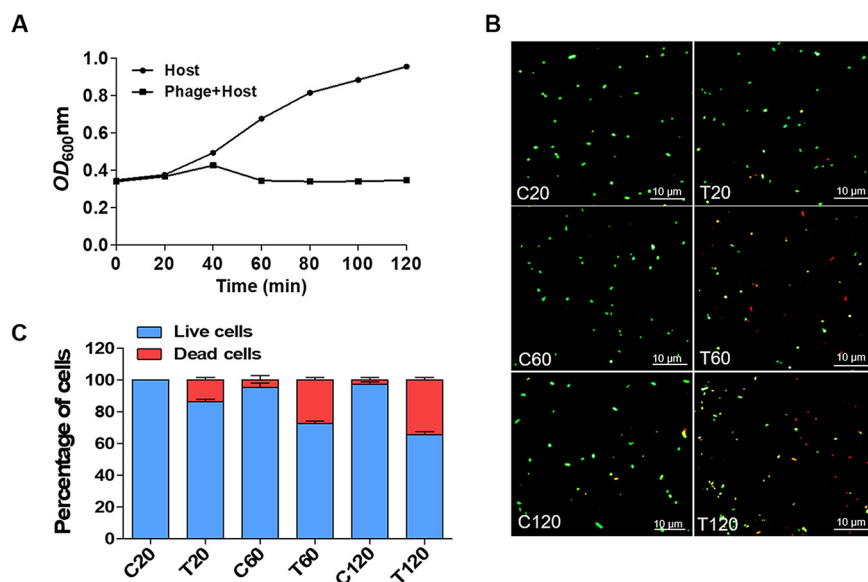 A
1.0
0.8
0.6
0.4
0.2
0.0
OD600nm
Host
Phage+Host
0 20 40 60 80 100 120
Time (min)
B
C20
10 μm
T20
10 μm
C60
10 μm
T60
10 μm
C120
10 μm
T120
10 μm
C
Live cells
Dead cells
120
100
80
60
40
20
0
Percentage of cells
C20 T20 C60 T60 C120 T120